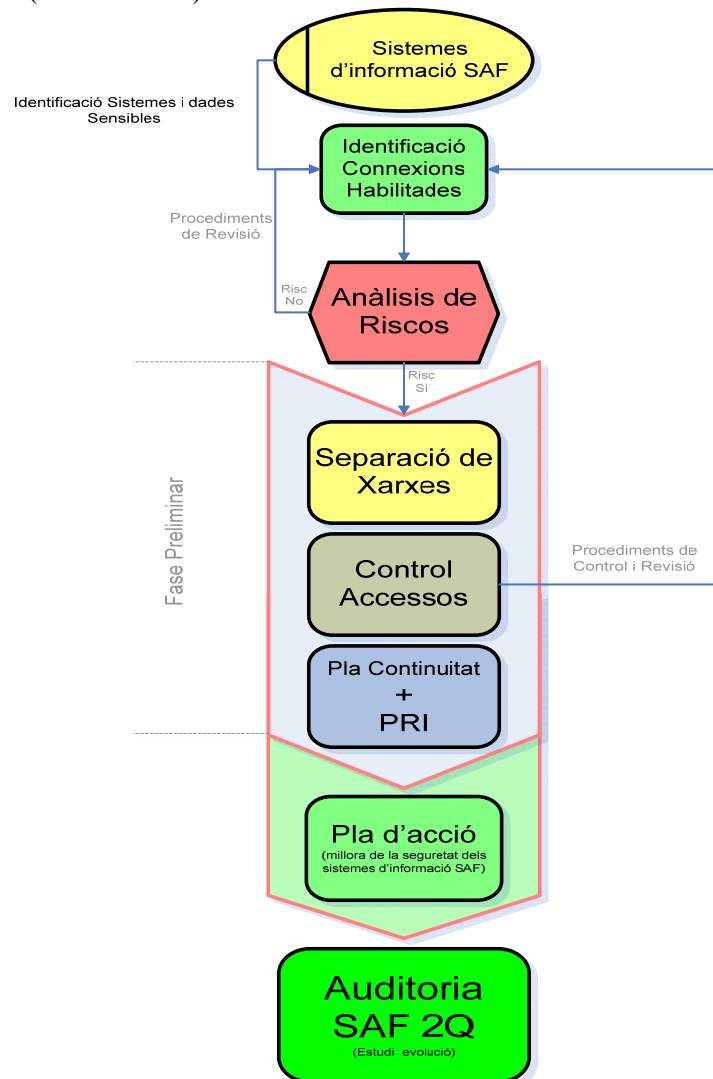 Sistemes
d'informació SAF
Identificació Sistemes i dades
Sensibles
Identificació
Connexions
Habilitades
Procediments
de Revisió
Risc
No
Anàlisis de
Riscos
Risc
Sí
Separació de
Xarxes
Fase Preliminar
Control
Accessos
Procediments de
Control i Revisió
Pla Continuitat
+
PRI
Pla d'acció
(millora de la seguretat dels
sistemes d'informació SAF)
Auditoria
SAF 2Q
(Estudi evolució)